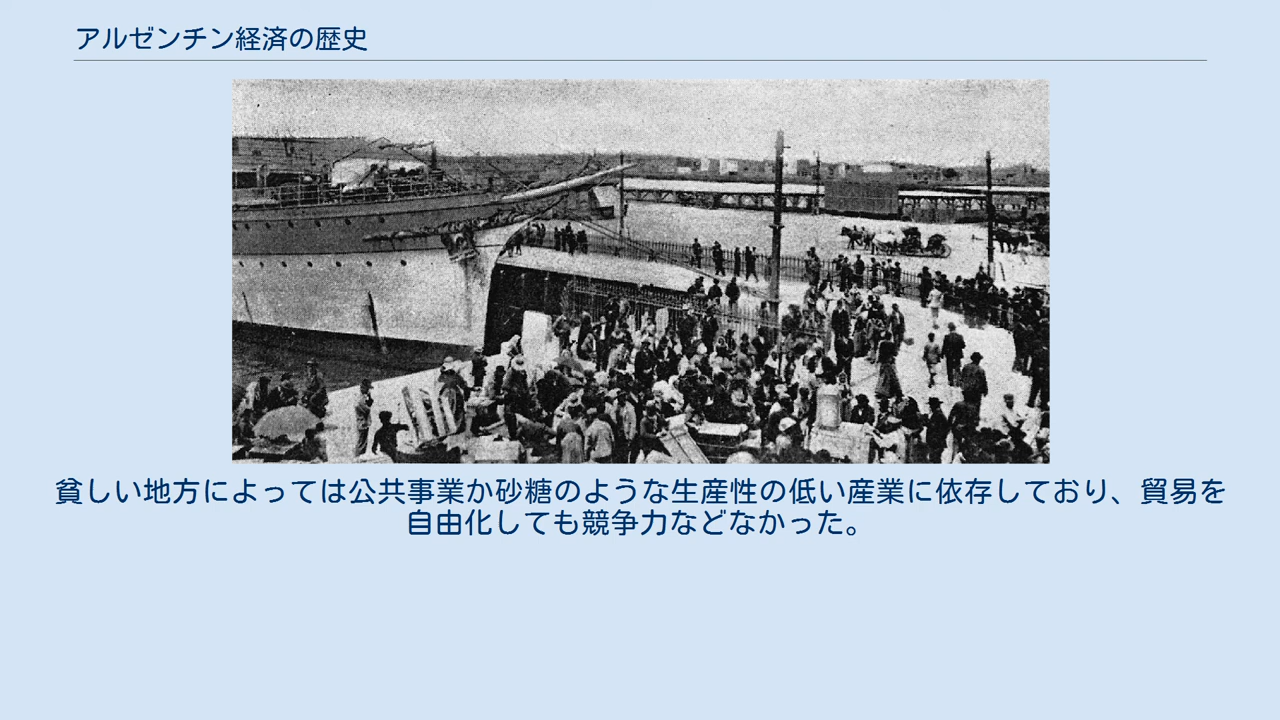 アルゼンチン経済の歴史
貧しい地方によっては公共事業か砂糖のような生産性の低い産業に依存しており、貿易を
自由化しても競争力などなかった。